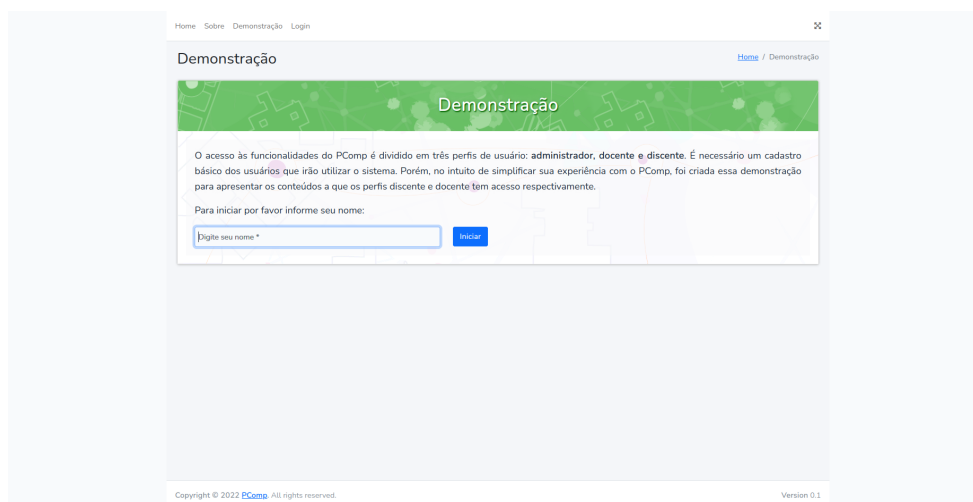 Home Sobre Demonstração Login
Demonstração
Home / Demonstração
Demonstração
O acesso às funcionalidades do PComp é dividido em três perfis de usuário: administrador, docente e discente. É necessário um cadastro
básico dos usuários que irão utilizar o sistema. Porém, no intuito de simplificar sua experiência com o PComp, foi criada essa demonstração
para apresentar os conteúdos a que os perfis discente e docente tem acesso respectivamente.
Para iniciar por favor informe seu nome:
Digite seu nome *
Iniciar
Copyright © 2022 PComp. All rights reserved.
Version 0.1